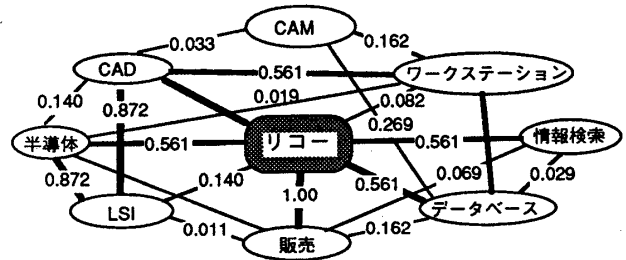 CAM
0.033
0.162
CAD
0.561
ワークステーション
0.019
0.082
0.140
0.872
0.269
半導体
0.561
リコー
0.561
情報検索
0.872
0.140
1.00
0.561
0.069
0.029
LSI
データベース
0.011
0.162
販売